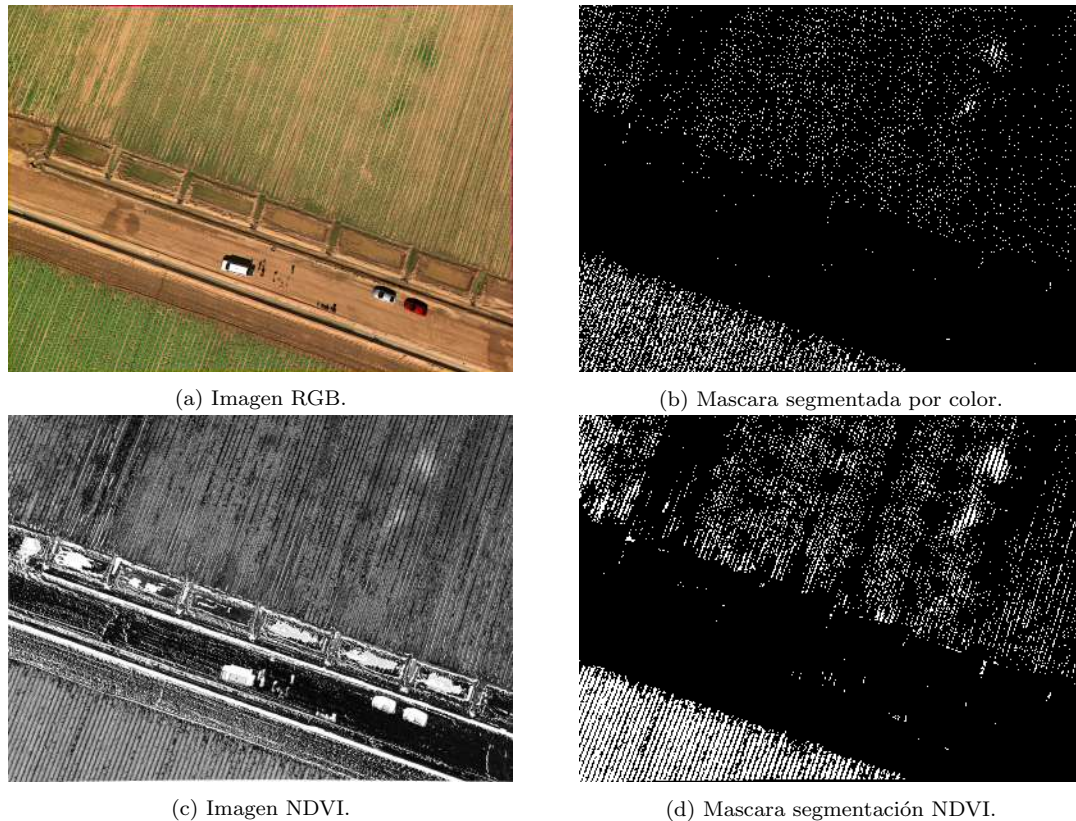 (a) Imagen RGB.
(b) Mascara segmentada por color.
(c) Imagen NDVI.
(d) Mascara segmentación NDVI.